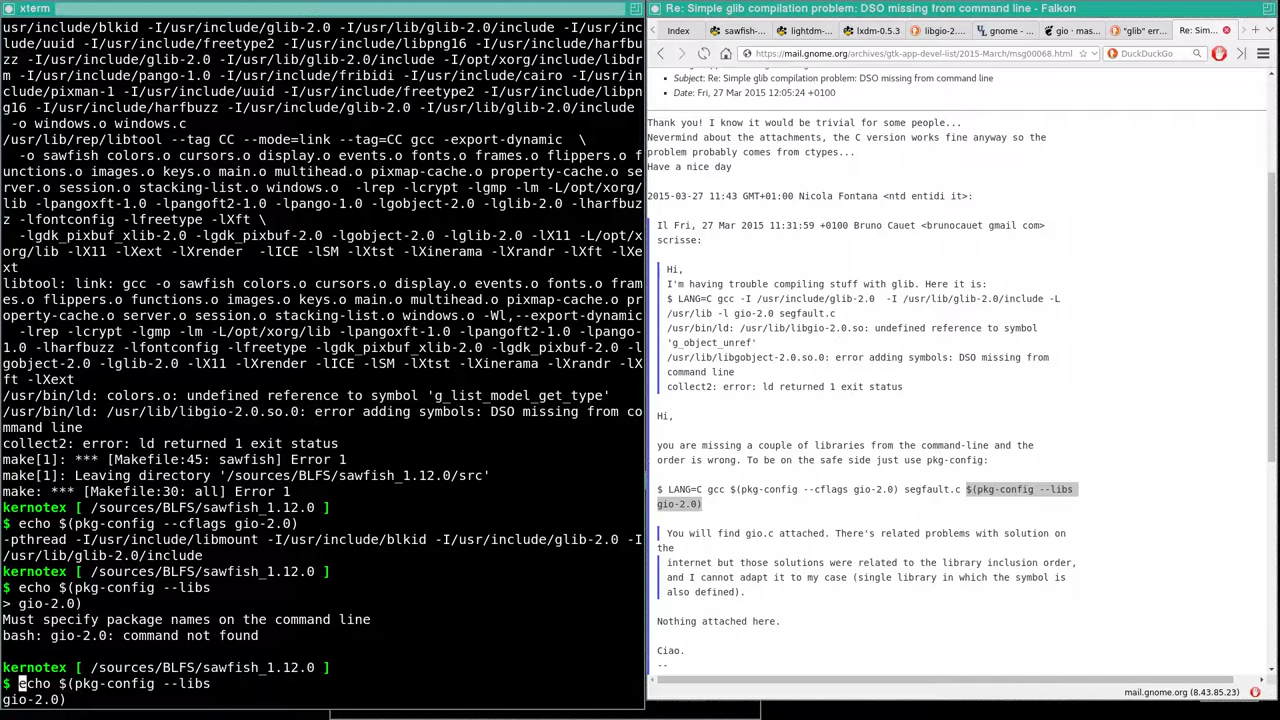 xterm
usr/include/blkid -I/usr/include/glib-2.0 -I/usr/lib/glib-2.0/include -I/usr/inc
lude/uuid -I/usr/include/freetype2 -I/usr/include/libpng16 -I/usr/include/harfbu
zz -I/usr/include/glib-2.0 -I/usr/lib/glib-2.0/include -I/opt/xorg/include/libdr
m -I/usr/include/pango-1.0 -I/usr/include/fribidi -I/usr/include/cairo -I/usr/in
clude/pixman-1 -I/usr/include/uuid -I/usr/include/freetype2 -I/usr/include/libpn
g16 -I/usr/include/harfbuzz -I/usr/include/glib-2.0 -I/usr/lib/glib-2.0/include
-o windows.o windows.c
/usr/lib/rep/libtool --tag CC --mode=link --tag=CC gcc -export-dynamic \
-o sawfish colors.o cursors.o display.o events.o fonts.o frames.o flippers.o f
unctions.o images.o keys.o main.o multihead.o pixmap-cache.o property-cache.o se
rver.o session.o stacking-list.o windows.o -lrep -lcrypt -lgmp -lm -L/opt/xorg/
lib -lpangoxft-1.0 -lpangoft2-1.0 -lpango-1.0 -lgobject-2.0 -lglib-2.0 -lharfbuz
z -lfontconfig -lfreetype -lXft \
-lgdk_pixbuf_xlib-2.0 -lgdk_pixbuf-2.0 -lgobject-2.0 -lglib-2.0 -lX11 -L/opt/x
org/lib -lX11 -lXext -lXrender -lICE -lSM -lXtst -lXinerama -lXrandr -lXft -lXe
xt
libtool: link: gcc -o sawfish colors.o cursors.o display.o events.o fonts.o fram
es.o flippers.o functions.o images.o keys.o main.o multihead.o pixmap-cache.o pr
operty-cache.o server.o session.o stacking-list.o windows.o -Wl,--export-dynamic
-lrep -lcrypt -lgmp -lm -L/opt/xorg/lib -lpangoxft-1.0 -lpangoft2-1.0 -lpango-
1.0 -lharfbuzz -lfontconfig -lfreetype -lgdk_pixbuf_xlib-2.0 -lgdk_pixbuf-2.0 -l
gobject-2.0 -lglib-2.0 -lX11 -lXrender -lICE -lSM -lXtst -lXinerama -lXrandr -lX
ft -lXext
/usr/bin/ld: colors.o: undefined reference to symbol 'g_list_model_get_type'
/usr/bin/ld: /usr/lib/libgio-2.0.so.0: error adding symbols: DSO missing from co
mmand line
collect2: error: ld returned 1 exit status
make[1]: *** [Makefile:45: sawfish] Error 1
make[1]: Leaving directory '/sources/BLFS/sawfish_1.12.0/src'
make: *** [Makefile:30: all] Error 1
kernotex [ /sources/BLFS/sawfish_1.12.0 ]
$ echo $(pkg-config --cflags gio-2.0)
-pthread -I/usr/include/libmount -I/usr/include/blkid -I/usr/include/glib-2.0 -I
/usr/lib/glib-2.0/include
kernotex [ /sources/BLFS/sawfish_1.12.0 ]
$ echo $(pkg-config --libs
> gio-2.0)
Must specify package names on the command line
bash: gio-2.0: command not found
kernotex [ /sources/BLFS/sawfish_1.12.0 ]
$ echo $(pkg-config --libs
gio-2.0)
Re: Simple glib compilation problem: DSO missing from command line - Falkon
Index
sawfish-...
lightdm-...
lxdm-0.5.3
libgio-2....
gnome - ...
gio · mas...
"glib" err...
Re: Sim...
https://mail.gnome.org/archives/gtk-app-devel-list/2015-March/msg00068.html
DuckDuckGo
Subject: Re: Simple glib compilation problem: DSO missing from command line
Date: Fri, 27 Mar 2015 12:05:24 +0100
Thank you! I know it would be trivial for some people...
Nevermind about the attachments, the C version works fine anyway so the
problem probably comes from ctypes...
Have a nice day
2015-03-27 11:43 GMT+01:00 Nicola Fontana <ntd entidi it>:
Il Fri, 27 Mar 2015 11:31:59 +0100 Bruno Cauet <brunocauet gmail com>
scrisse:
Hi,
I'm having trouble compiling stuff with glib. Here it is:
$ LANG=C gcc -I /usr/include/glib-2.0 -I /usr/lib/glib-2.0/include -L
/usr/lib -l gio-2.0 segfault.c
/usr/bin/ld: /usr/lib/libgio-2.0.so: undefined reference to symbol
'g_object_unref'
/usr/lib/libgobject-2.0.so.0: error adding symbols: DSO missing from
command line
collect2: error: ld returned 1 exit status
Hi,
you are missing a couple of libraries from the command-line and the
order is wrong. To be on the safe side just use pkg-config:
$ LANG=C gcc $(pkg-config --cflags gio-2.0) segfault.c $(pkg-config --libs
gio-2.0)
You will find gio.c attached. There's related problems with solution on
the
internet but those solutions were related to the library inclusion order,
and I cannot adapt it to my case (single library in which the symbol is
also defined).
Nothing attached here.
Ciao.
--
mail.gnome.org (8.43.85.23)